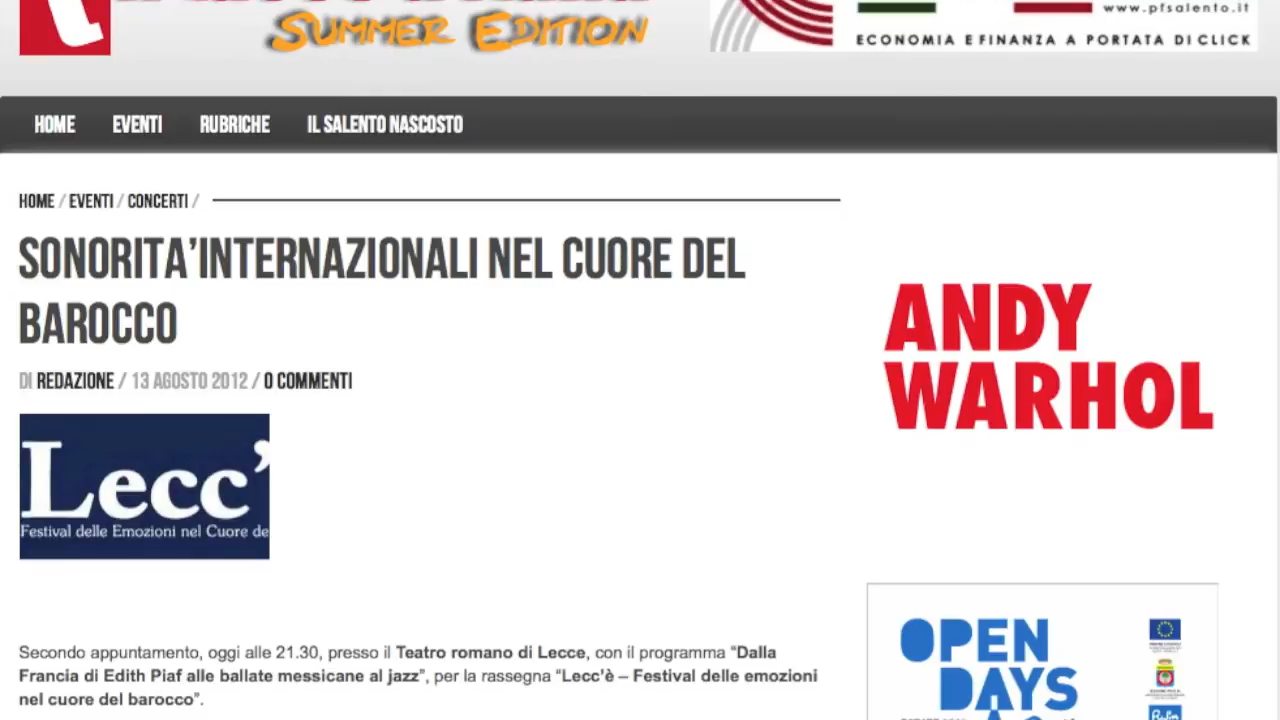 SUMMER EDITION
www.pfsalento.it
ECONOMIA E FINANZA A PORTATA DI CLICK
HOME EVENTI RUBRICHE IL SALENTO NASCOSTO
HOME / EVENTI / CONCERTI /
SONORITA’INTERNAZIONALI NEL CUORE DEL
BAROCCO
DI REDAZIONE / 13 AGOSTO 2012 / 0 COMMENTI
Lecc’
Festival delle Emozioni nel Cuore de
Secondo appuntamento, oggi alle 21.30, presso il Teatro romano di Lecce, con il programma “Dalla
Francia di Edith Piaf alle ballate messicane al jazz”, per la rassegna “Lecc’è – Festival delle emozioni
nel cuore del barocco”.
ANDY
WARHOL
OPEN
DAYS